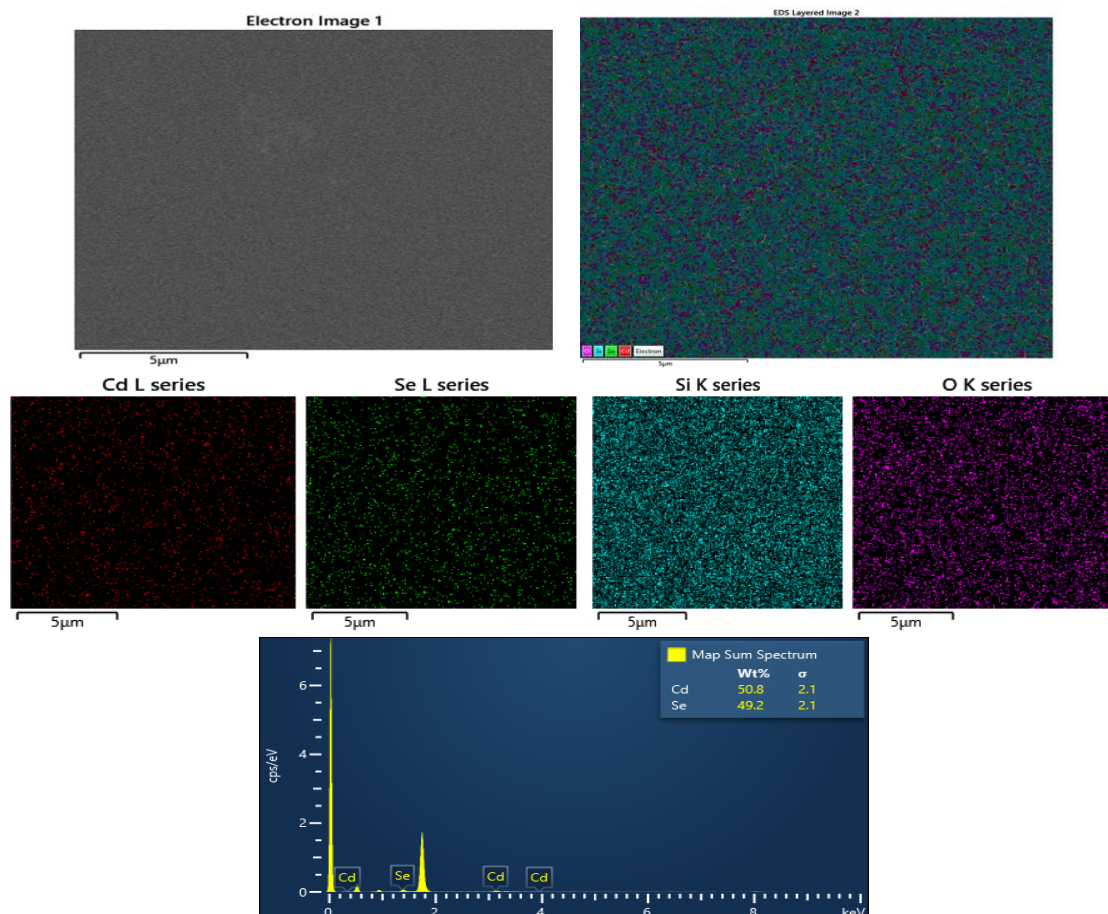 Electron Image 1
EDS Layered Image 2
5µm
O Si Se Cd Electron
5µm
Cd L series
Se L series
Si K series
O K series
5µm
5µm
5µm
5µm
Map Sum Spectrum
Wt% σ
Cd 50.8 2.1
Se 49.2 2.1
6
4
cps/eV
2
Cd
Se
Cd
Cd
0
0 2 4 6 8 keV